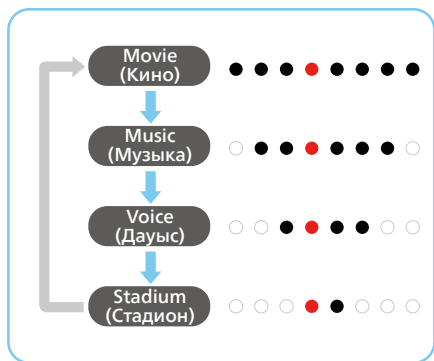 Movie
(Кино)
Music
(Музыка)
Voice
(Дауыс)
Stadium
(Стадион)